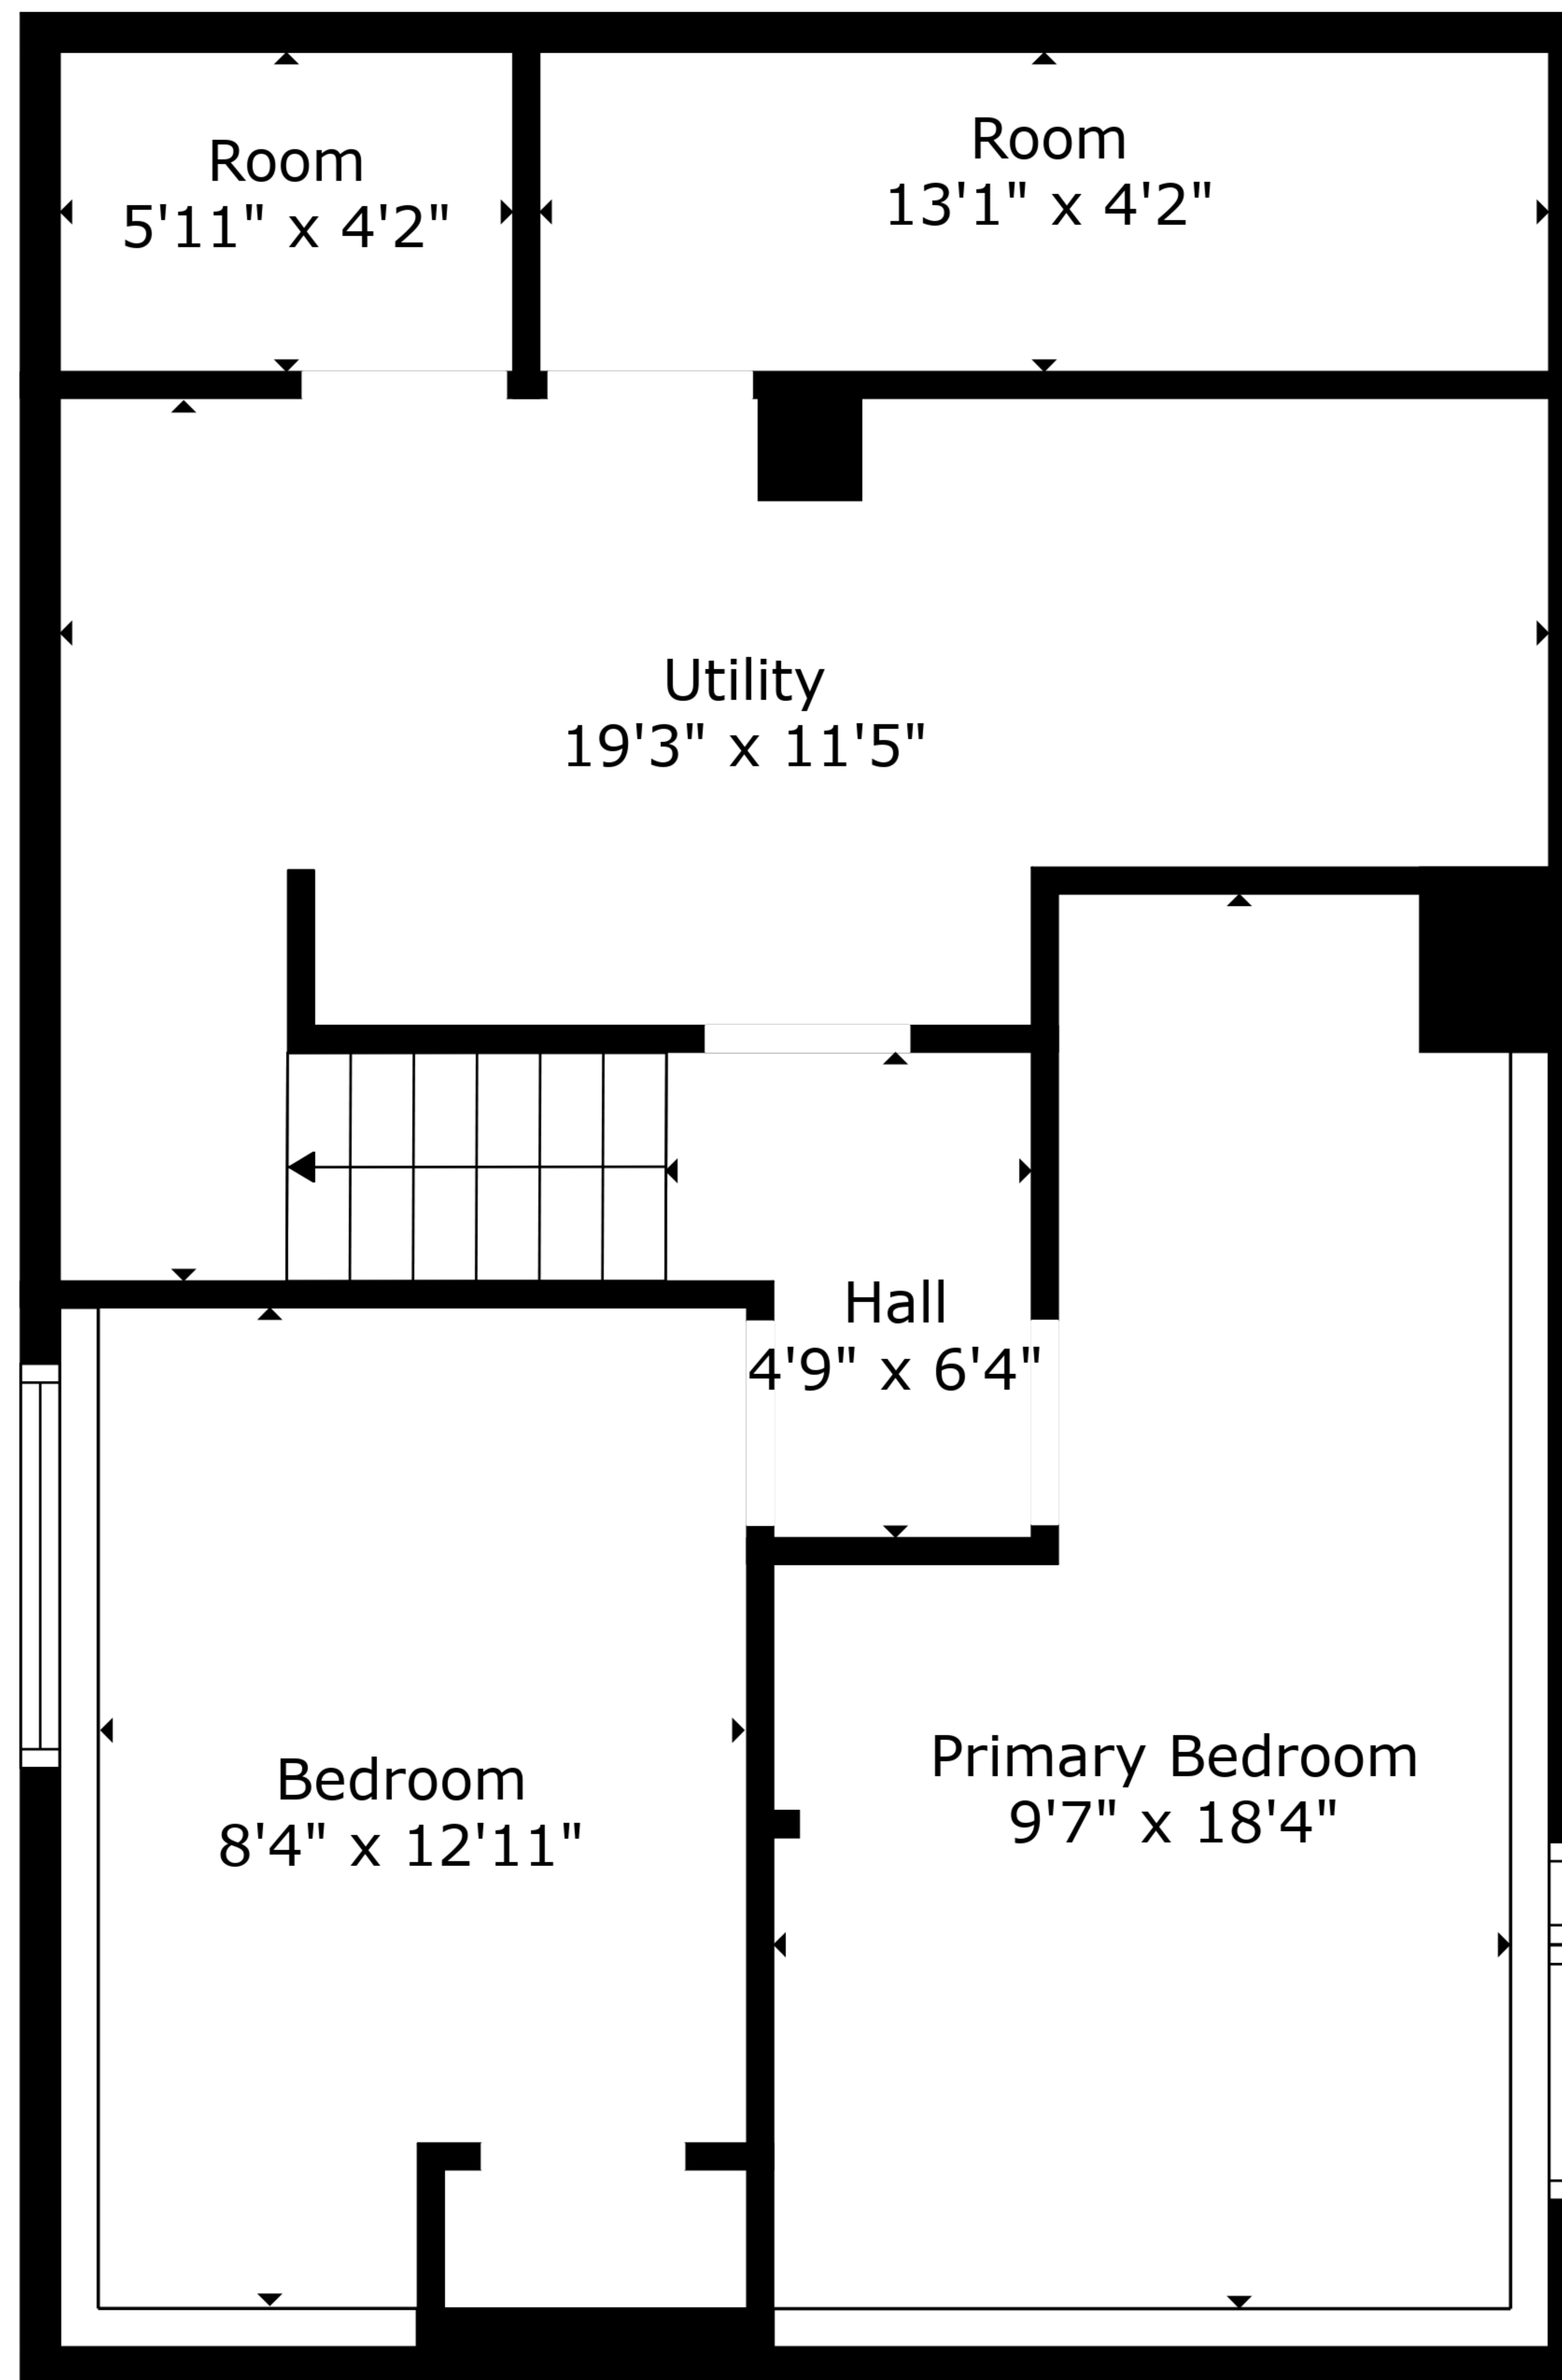 Room
5'11" x 4'2"
Room
13'1" x 4'2"
Utility
19'3" x 11'5"
Hall
4'9" x 6'4"
Bedroom
8'4" x 12'11"
Primary Bedroom
9'7" x 18'4"